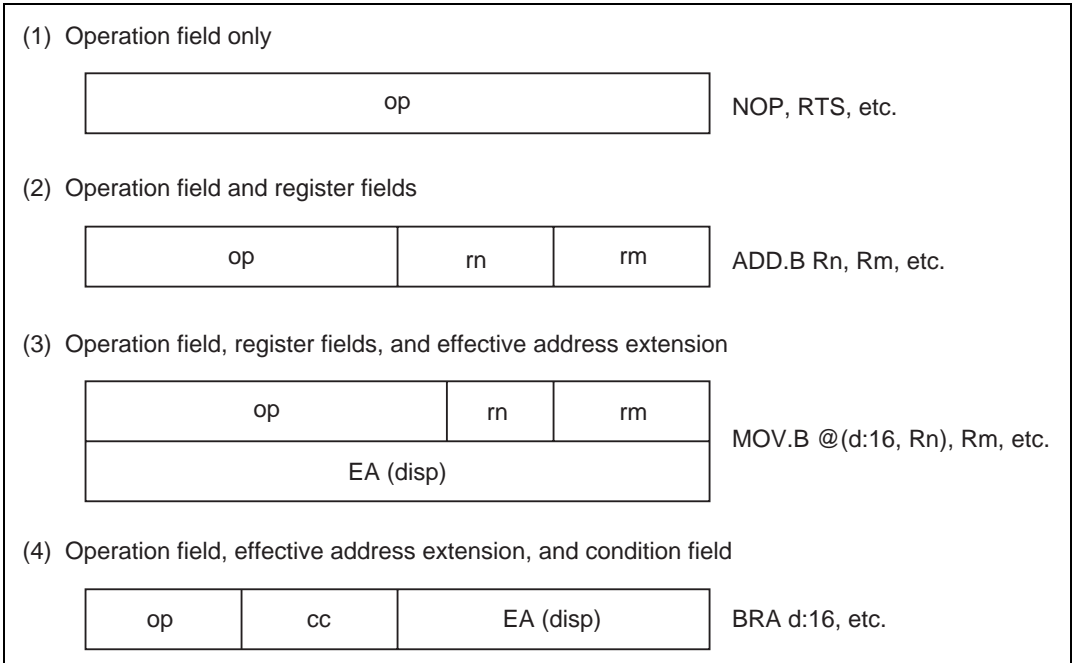 (1) Operation field only
op
NOP, RTS, etc.
(2) Operation field and register fields
op rn rm
ADD.B Rn, Rm, etc.
(3) Operation field, register fields, and effective address extension
op rn rm
MOV.B @(d:16, Rn), Rm, etc.
EA (disp)
(4) Operation field, effective address extension, and condition field
op cc EA (disp)
BRA d:16, etc.